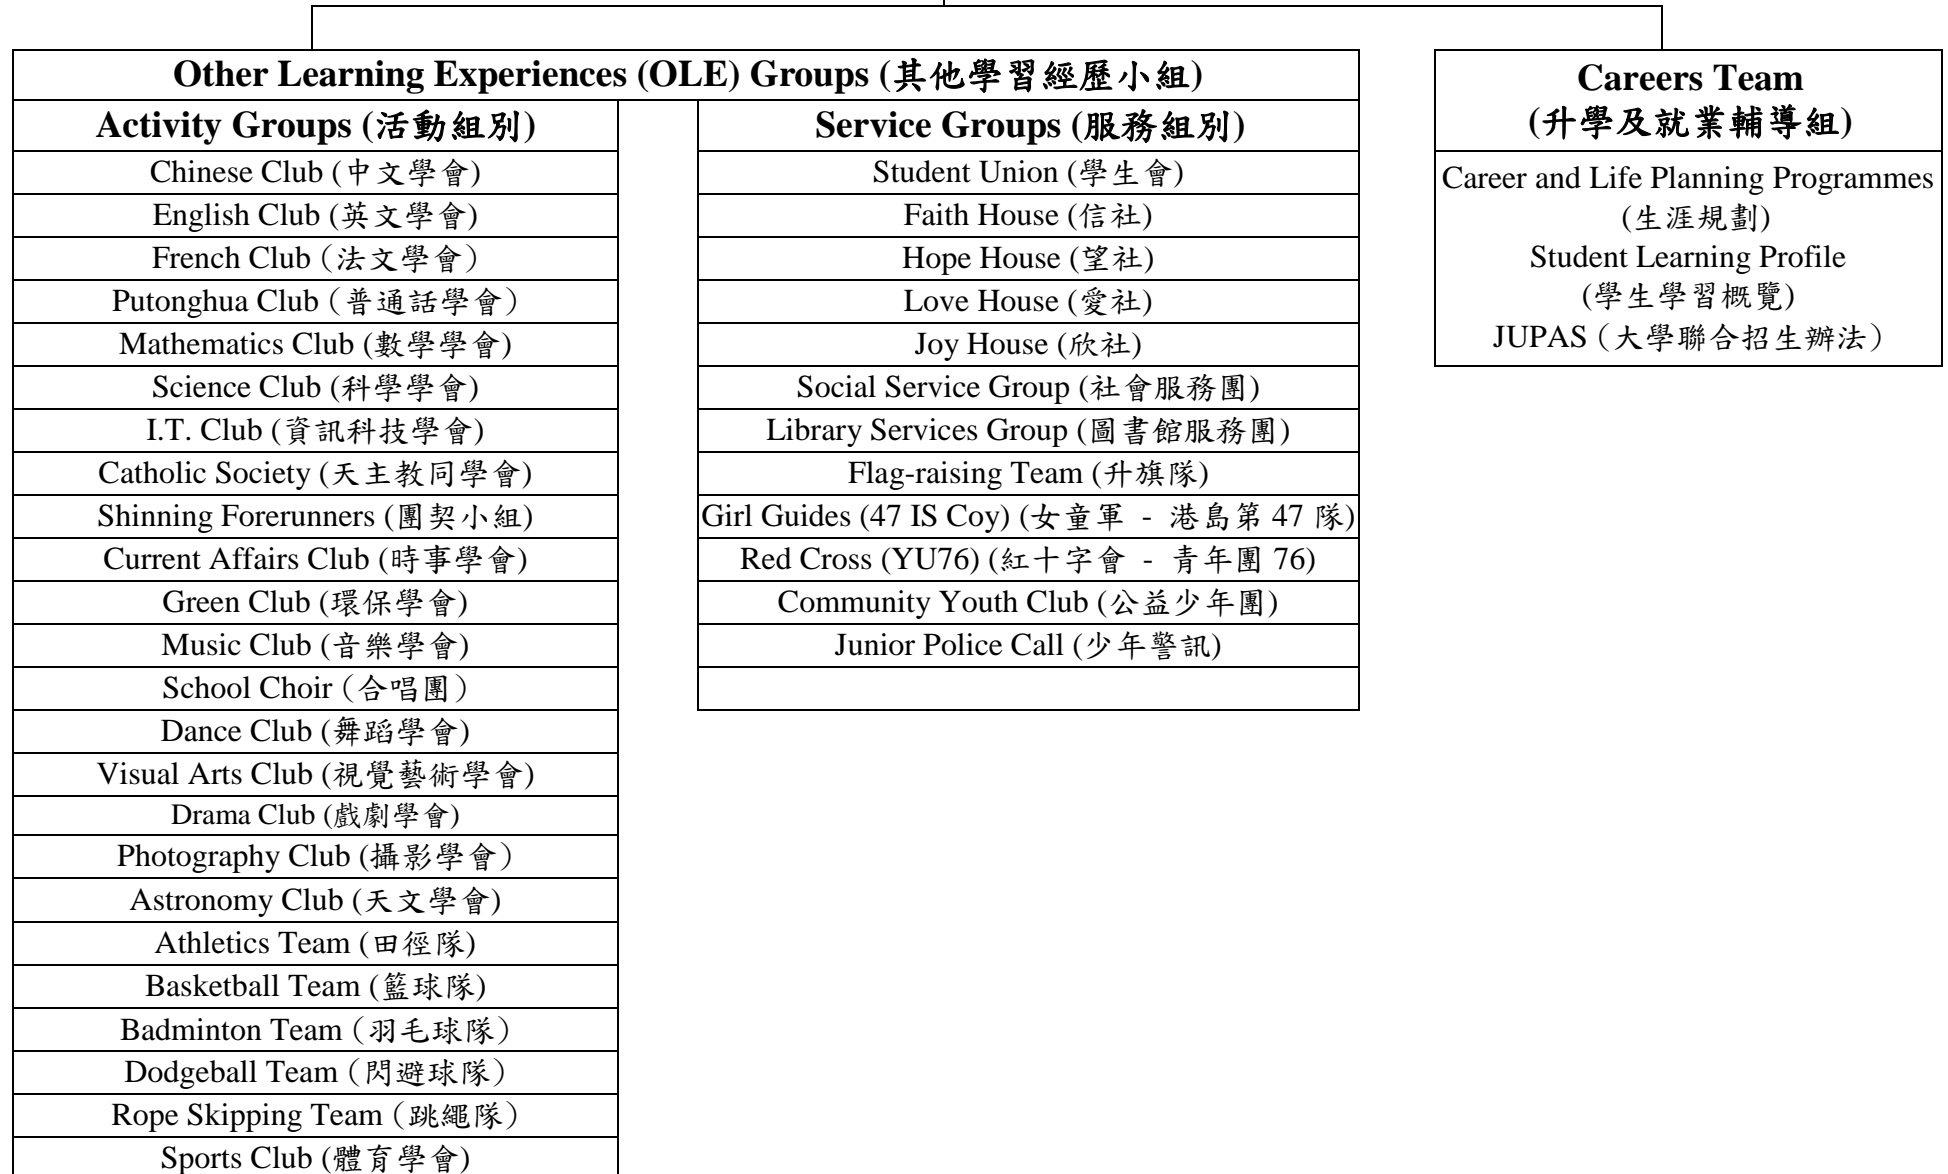 Other Learning Experiences (OLE) Groups (其他學習經歷小組)
Activity Groups (活動組別)
Chinese Club (中文學會)
English Club (英文學會)
French Club (法文學會)
Putonghua Club (普通話學會)
Mathematics Club (數學學會)
Science Club (科學學會)
I.T. Club (資訊科技學會)
Catholic Society (天主教同學會)
Shinning Forerunners (團契小組)
Current Affairs Club (時事學會)
Green Club (環保學會)
Music Club (音樂學會)
School Choir (合唱團)
Dance Club (舞蹈學會)
Visual Arts Club (視覺藝術學會)
Drama Club (戲劇學會)
Photography Club (攝影學會)
Astronomy Club (天文學會)
Athletics Team (田徑隊)
Basketball Team (籃球隊)
Badminton Team (羽毛球隊)
Dodgeball Team (閃避球隊)
Rope Skipping Team (跳繩隊)
Sports Club (體育學會)
Service Groups (服務組別)
Student Union (學生會)
Faith House (信社)
Hope House (望社)
Love House (愛社)
Joy House (欣社)
Social Service Group (社會服務團)
Library Services Group (圖書館服務團)
Flag-raising Team (升旗隊)
Girl Guides (47 IS Coy) (女童軍 - 港島第 47 隊)
Red Cross (YU76) (紅十字會 - 青年團 76)
Community Youth Club (公益少年團)
Junior Police Call (少年警訊)
Careers Team
(升學及就業輔導組)
Career and Life Planning Programmes
(生涯規劃)
Student Learning Profile
(學生學習概覽)
JUPAS (大學聯合招生辦法)